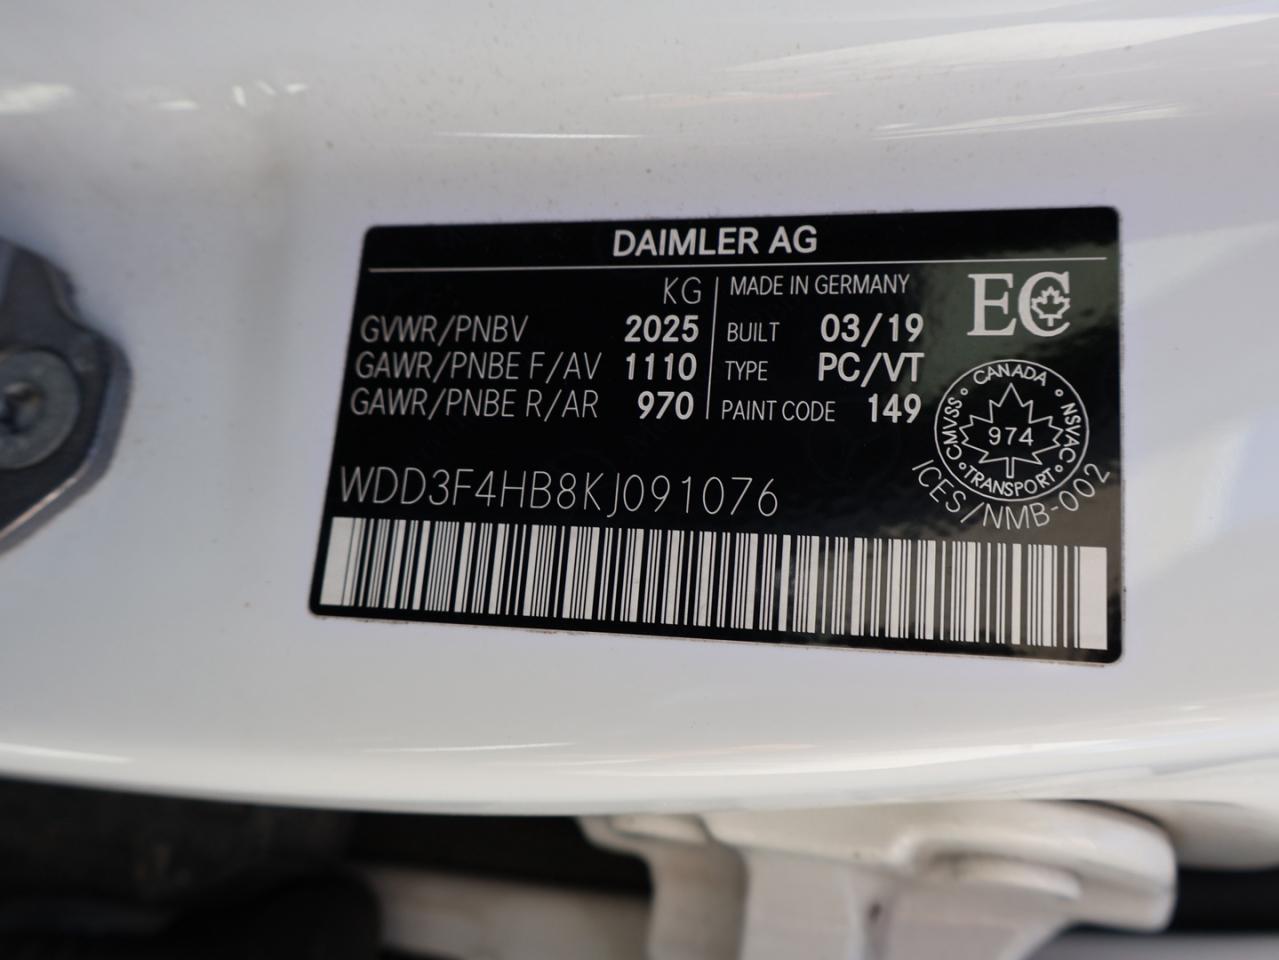 DAIMLER AG
KG
GVWR/PNBV 2025
GAWR/PNBE F/AV 1110
GAWR/PNBE R/AR 970
MADE IN GERMANY
BUILT 03/19
TYPE PC/VT
PAINT CODE 149
EC
CANADA
CMVSS 974 NSVAC
TRANSPORT
ICES/NMB-002
WDD3F4HB8KJ091076